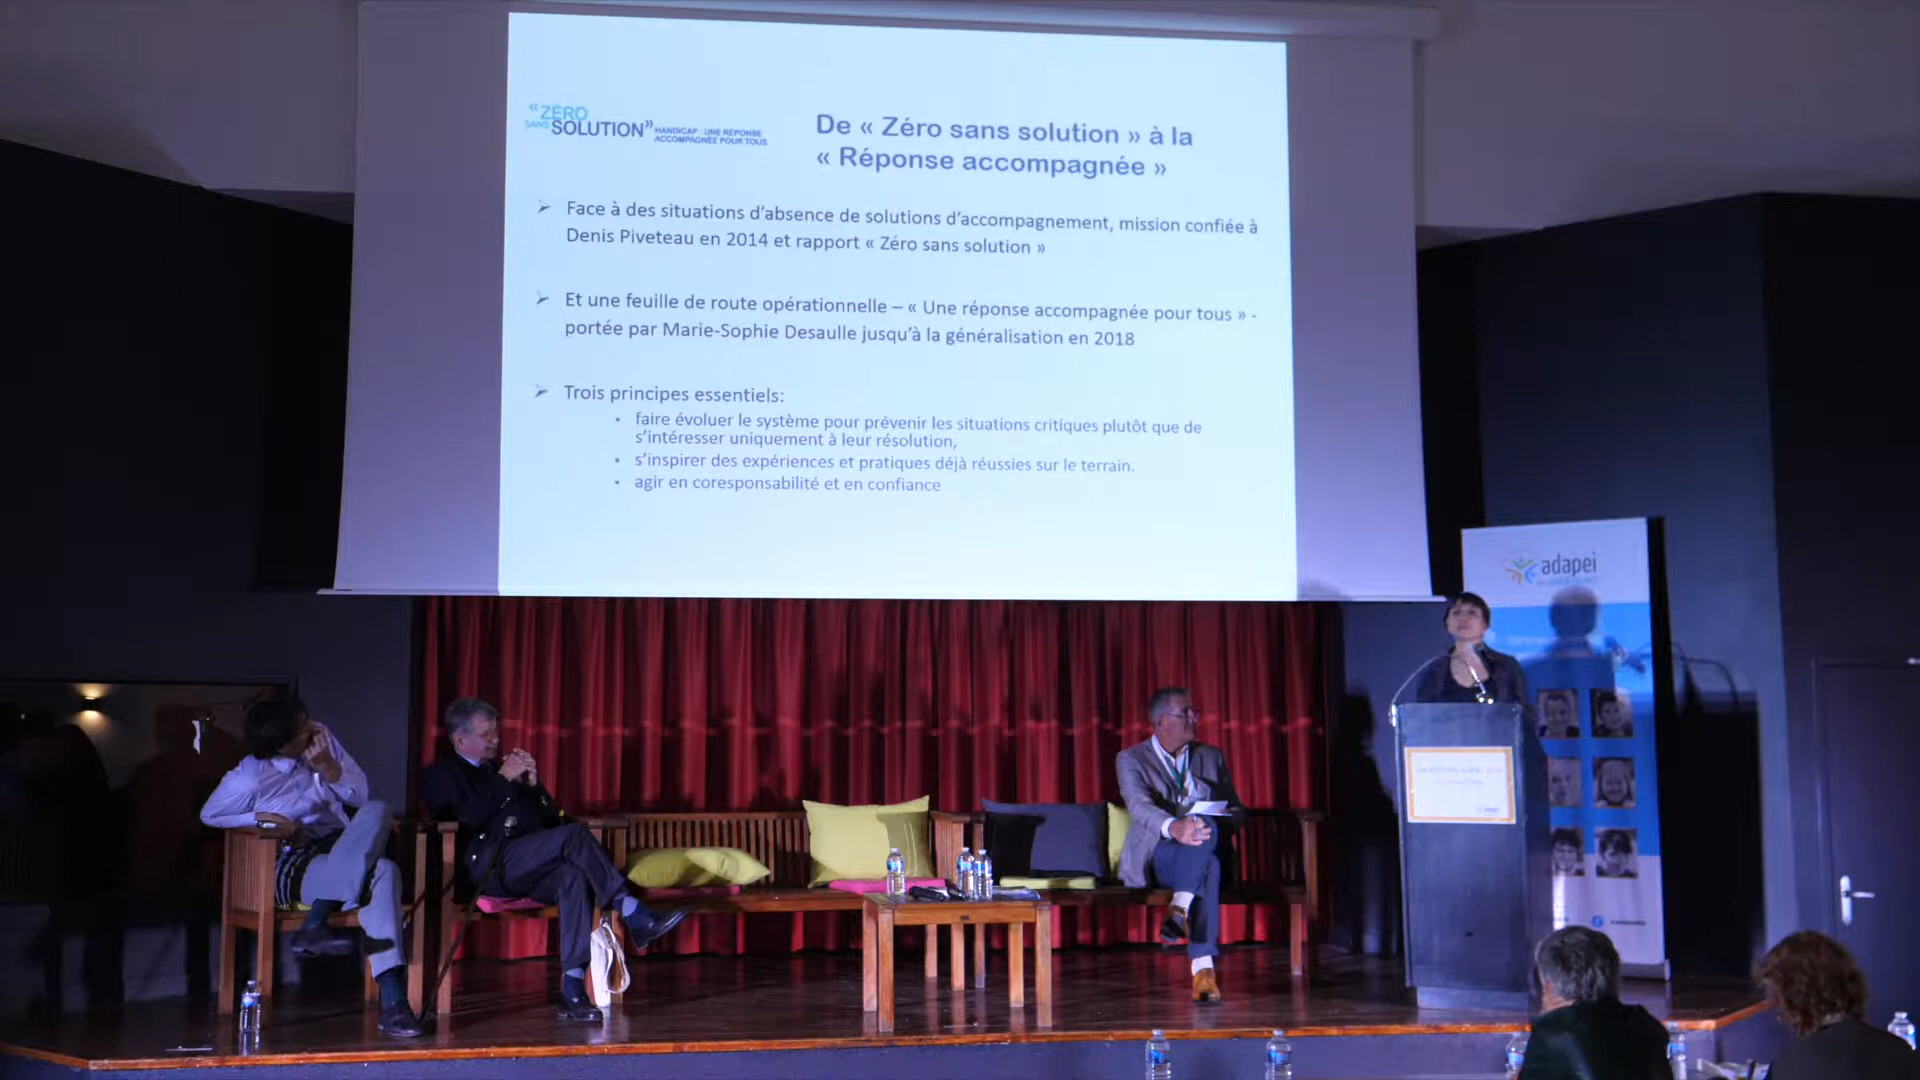 « ZÉRO
SANS SOLUTION »
HANDICAP : UNE RÉPONSE
ACCOMPAGNÉE POUR TOUS
De « Zéro sans solution » à la
« Réponse accompagnée »
Face à des situations d’absence de solutions d’accompagnement, mission confiée à
Denis Piveteau en 2014 et rapport « Zéro sans solution »
Et une feuille de route opérationnelle – « Une réponse accompagnée pour tous » -
portée par Marie-Sophie Desaulle jusqu’à la généralisation en 2018
Trois principes essentiels:
faire évoluer le système pour prévenir les situations critiques plutôt que de
s’intéresser uniquement à leur résolution,
s’inspirer des expériences et pratiques déjà réussies sur le terrain.
agir en coresponsabilité et en confiance
adapei